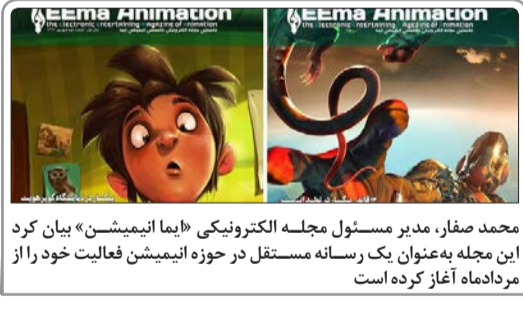 EEma Animation
the Electronic Entertaining Magazine of Animation
EEma Animation
the Electronic Entertaining Magazine of Animation
محمد صفار، مدیر مسئول مجله الکترونیکی «ایما انیمیشن» بیان کرد
این مجله به‌عنوان یک رسانه مستقل در حوزه انیمیشن فعالیت خود را از
مردادماه آغاز کرده است